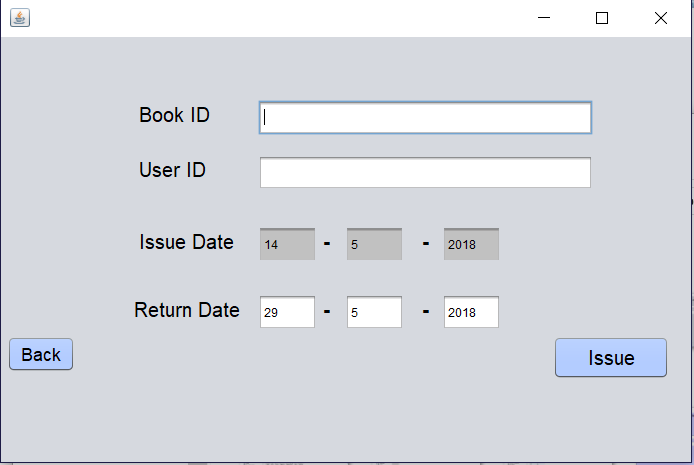 Book ID
User ID
Issue Date 14 - 5 - 2018
Return Date 29 - 5 - 2018
Back Issue